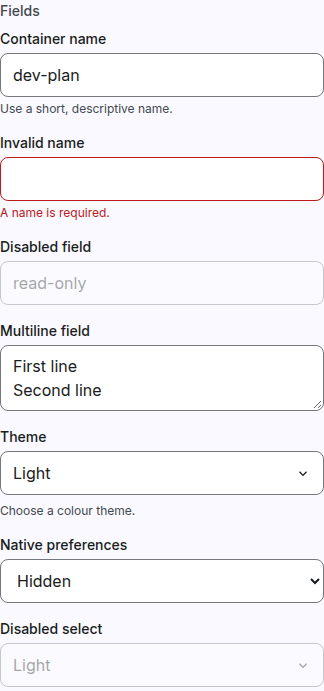 Fields
Container name
dev-plan
Use a short, descriptive name.
Invalid name
A name is required.
Disabled field
read-only
Multiline field
First line
Second line
Theme
Light
Choose a colour theme.
Native preferences
Hidden
Disabled select
Light